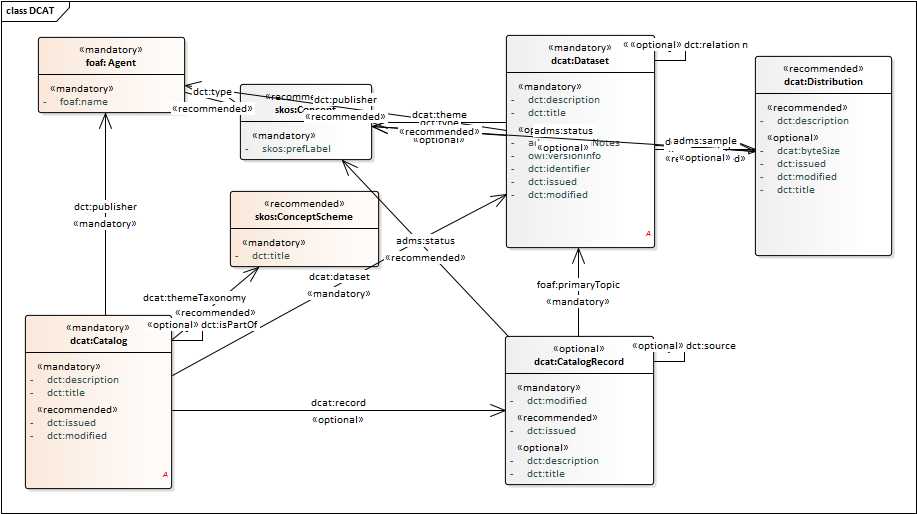 class DCAT
«mandatory»
foaf: Agent
«mandatory»
- foaf:name
dct:type
«recommended»
skos:Concept
«mandatory»
- skos:prefLabel
dct:publisher
«recommended»
dcat:theme
dct:type
«recommended»
«optional»
«mandatory»
dcat:Dataset
«mandatory»
- dct:description
- dct:title
adms:status
«optional»
- owl:versionInfo
- dct:identifier
- dct:issued
- dct:modified
A
«optional» dct:relation
adms:sample
«optional»
«recommended»
dcat:Distribution
«recommended»
- dct:description
«optional»
- dcat:byteSize
- dct:issued
- dct:modified
- dct:title
dct:publisher
«mandatory»
«recommended»
skos:ConceptScheme
«mandatory»
- dct:title
adms:status
«recommended»
dct:dataset
«mandatory»
dcat:themeTaxonomy
«recommended»
«optional» dct:isPartOf
foaf:primaryTopic
«mandatory»
«mandatory»
dcat:Catalog
«mandatory»
- dct:description
- dct:title
«recommended»
- dct:issued
- dct:modified
A
dcat:record
«optional»
«optional»
dcat:CatalogRecord
«mandatory»
- dct:modified
«recommended»
- dct:issued
«optional»
- dct:description
- dct:title
«optional» dct:source